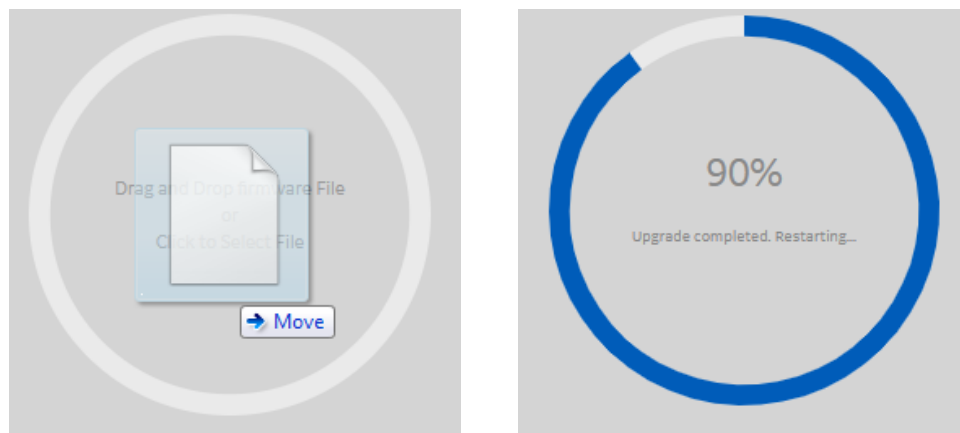 Drag and Drop firmware File
or
Click to Select File
Move
90%
Upgrade completed. Restarting...